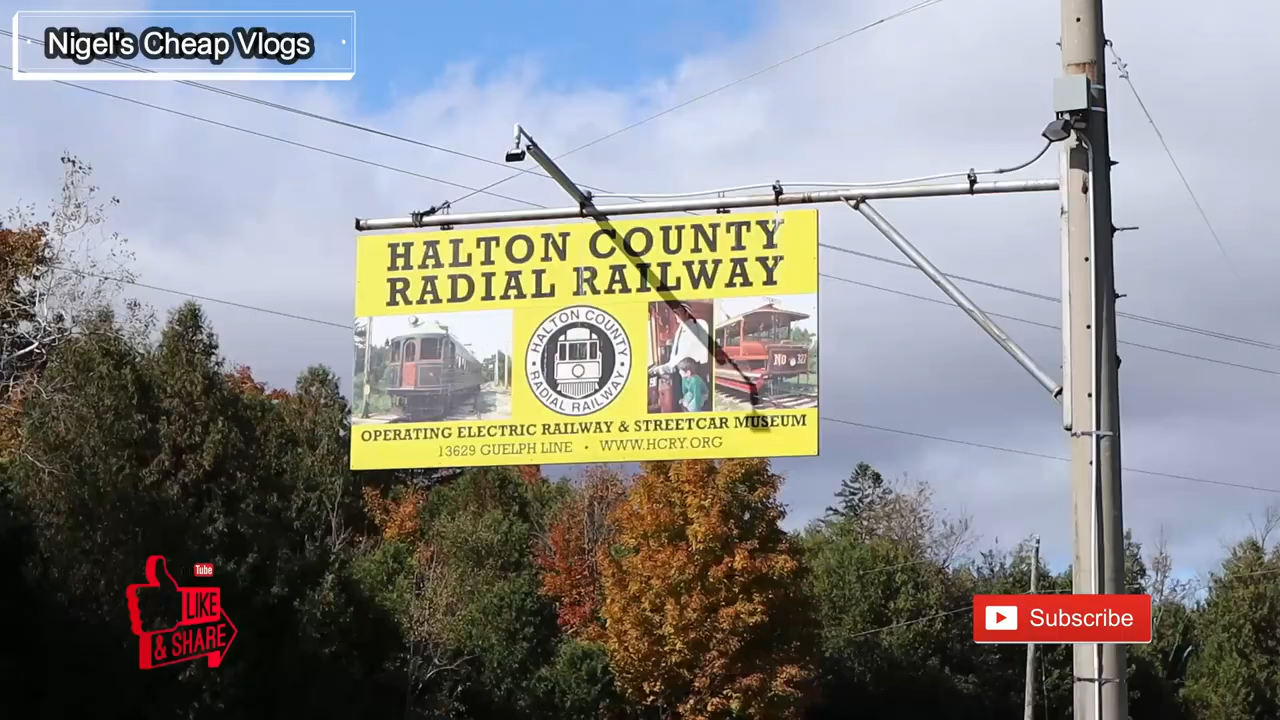 Nigel's Cheap Vlogs
HALTON COUNTY
RADIAL RAILWAY
HALTON COUNTY
RADIAL RAILWAY
No 327
OPERATING ELECTRIC RAILWAY & STREETCAR MUSEUM
13629 GUELPH LINE • WWW.HCRY.ORG
Tube
LIKE
& SHARE
Subscribe